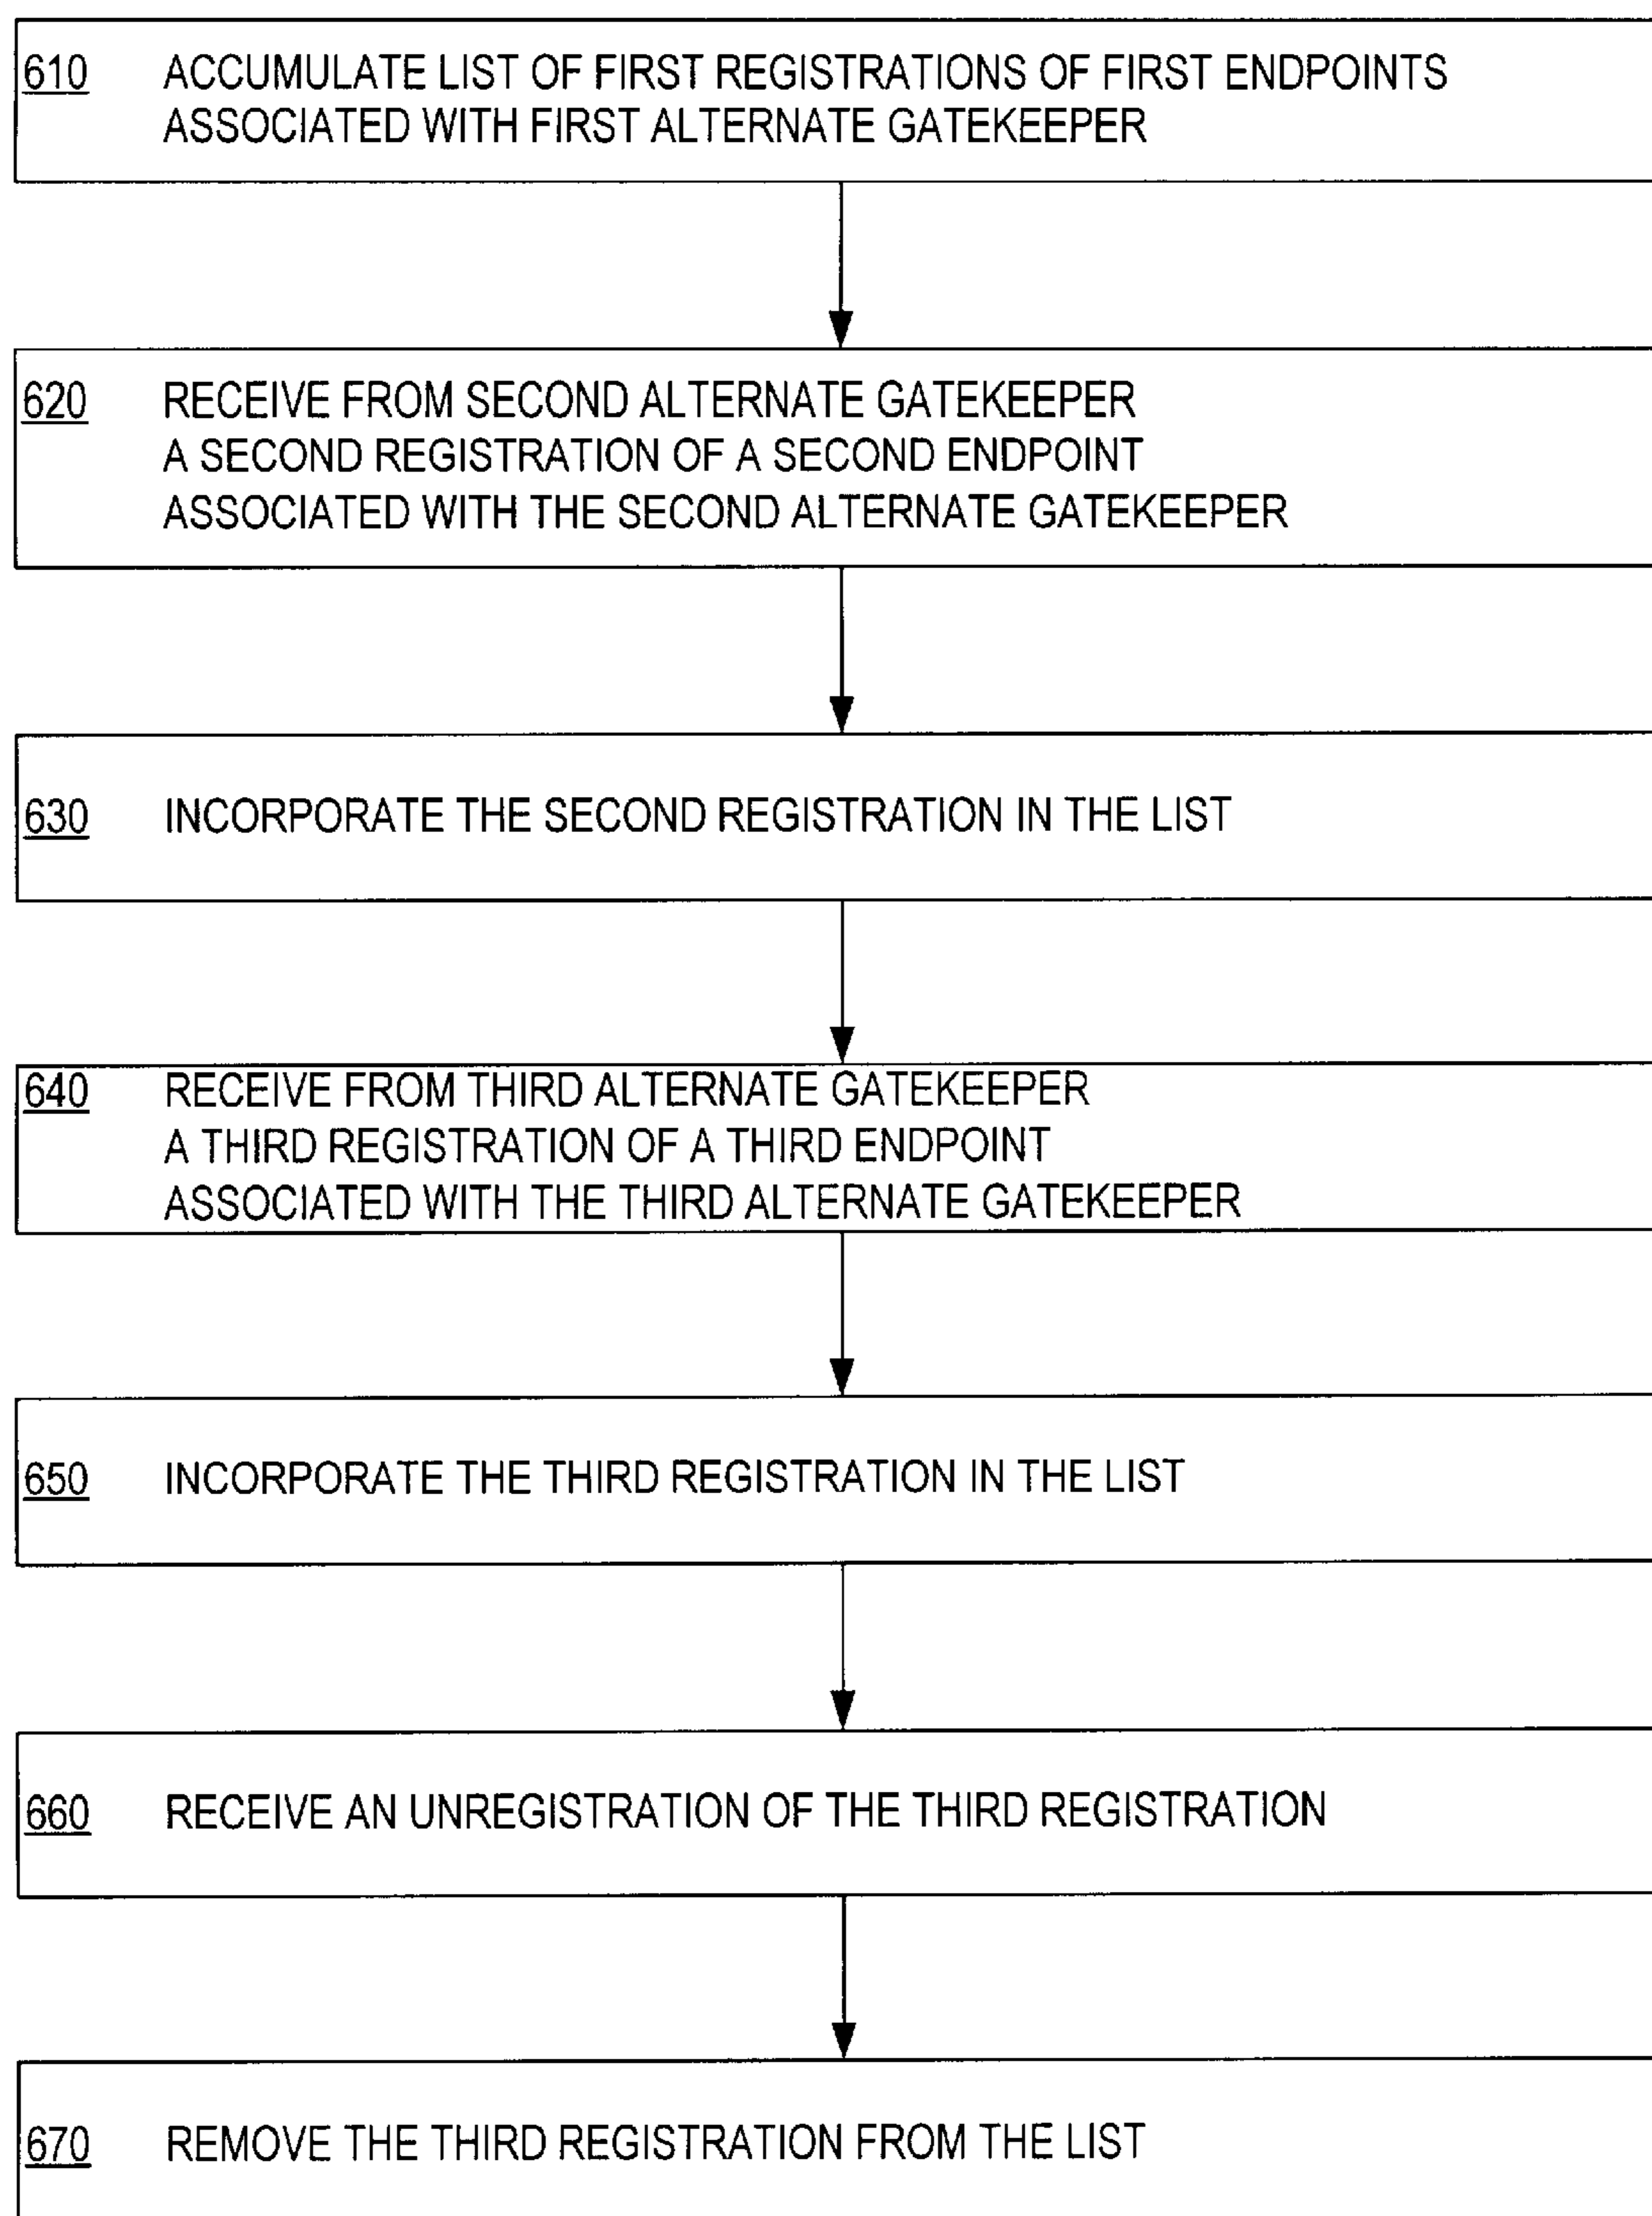 610 ACCUMULATE LIST OF FIRST REGISTRATIONS OF FIRST ENDPOINTS
ASSOCIATED WITH FIRST ALTERNATE GATEKEEPER
620 RECEIVE FROM SECOND ALTERNATE GATEKEEPER
A SECOND REGISTRATION OF A SECOND ENDPOINT
ASSOCIATED WITH THE SECOND ALTERNATE GATEKEEPER
630 INCORPORATE THE SECOND REGISTRATION IN THE LIST
640 RECEIVE FROM THIRD ALTERNATE GATEKEEPER
A THIRD REGISTRATION OF A THIRD ENDPOINT
ASSOCIATED WITH THE THIRD ALTERNATE GATEKEEPER
650 INCORPORATE THE THIRD REGISTRATION IN THE LIST
660 RECEIVE AN UNREGISTRATION OF THE THIRD REGISTRATION
670 REMOVE THE THIRD REGISTRATION FROM THE LIST